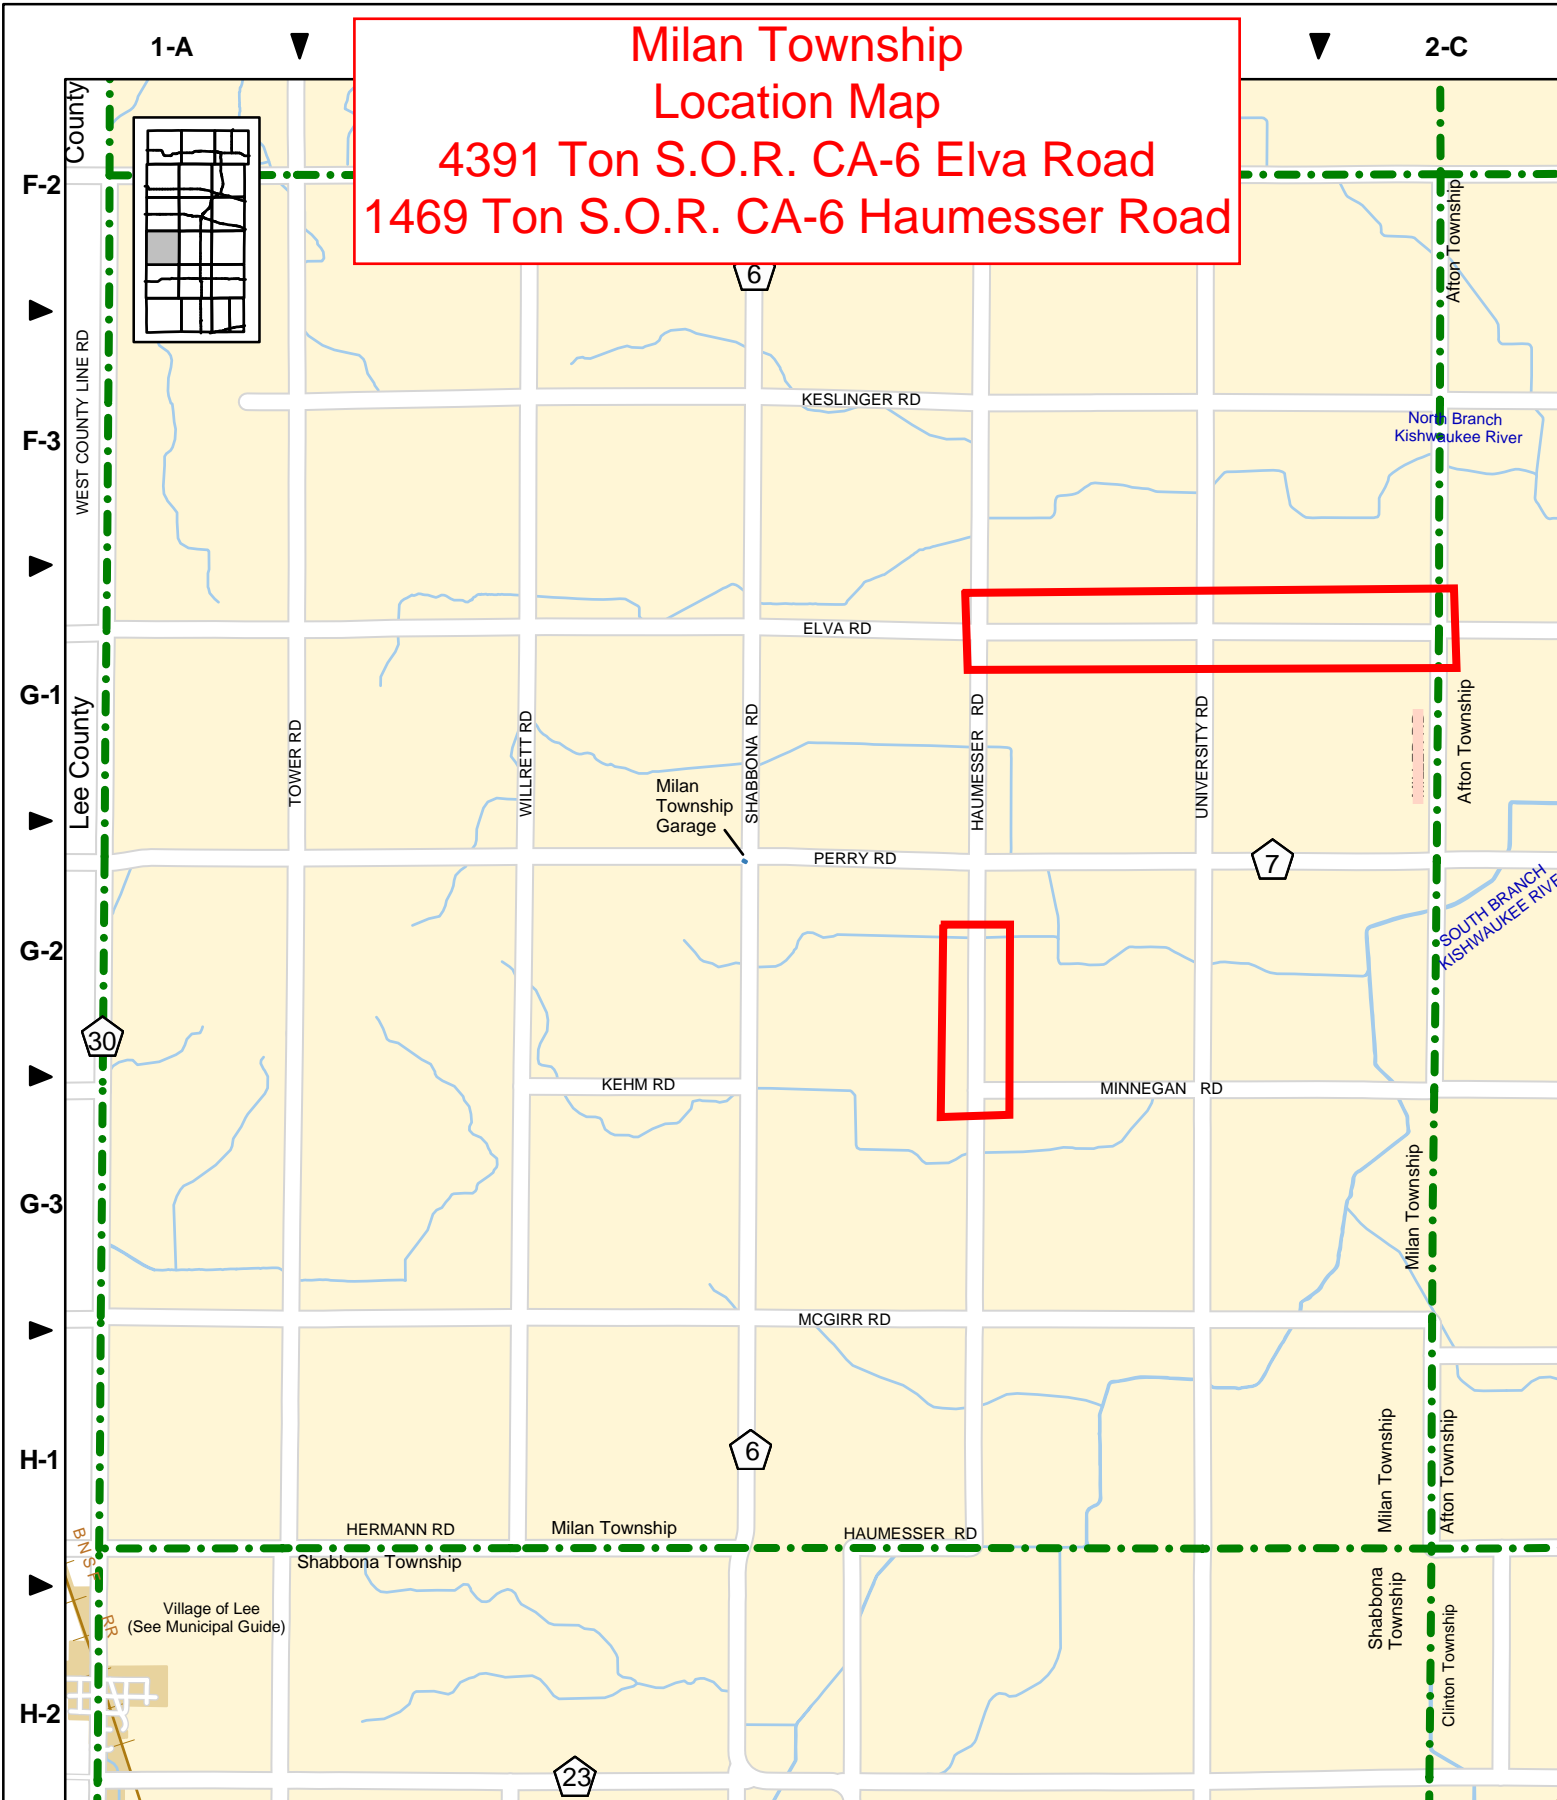 1-A
2-C
Milan Township
Location Map
4391 Ton S.O.R. CA-6 Elva Road
1469 Ton S.O.R. CA-6 Haumesser Road
County
F-2
Afton Township
6
WEST COUNTY LINE RD
KESLINGER RD
F-3
North Branch
Kishwaukee River
ELVA RD
G-1
Lee County
TOWER RD
WILLRETT RD
SHABBONA RD
HAUMESSER RD
UNIVERSITY RD
Afton Township
Milan
Township
Garage
PERRY RD
7
G-2
SOUTH BRANCH
30
KEHM RD
MINNEGAN RD
G-3
Milan Township
MCGIRR RD
H-1
6
Milan Township
Afton Township
HERMANN RD
Milan Township
HAUMESSER RD
Shabbona Township
BNSF RR
Village of Lee
(See Municipal Guide)
Shabbona
Township
Clinton Township
H-2
23